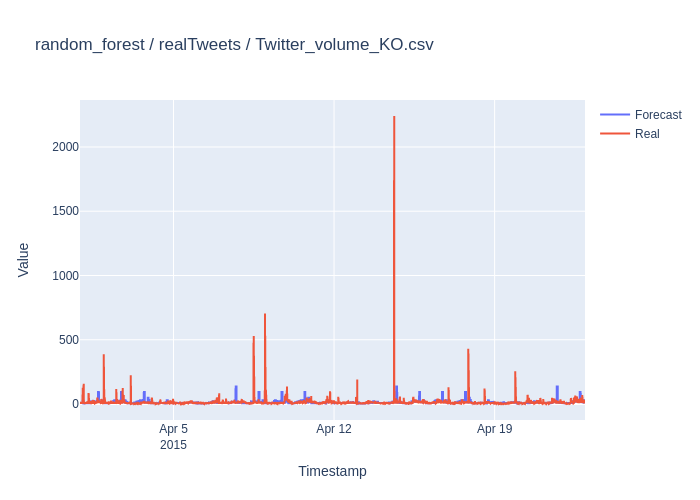 random_forest / realTweets / Twitter_volume_KO.csv
Forecast
Real
2000
1500
1000
500
0
Value
Apr 5
2015
Apr 12
Apr 19
Timestamp